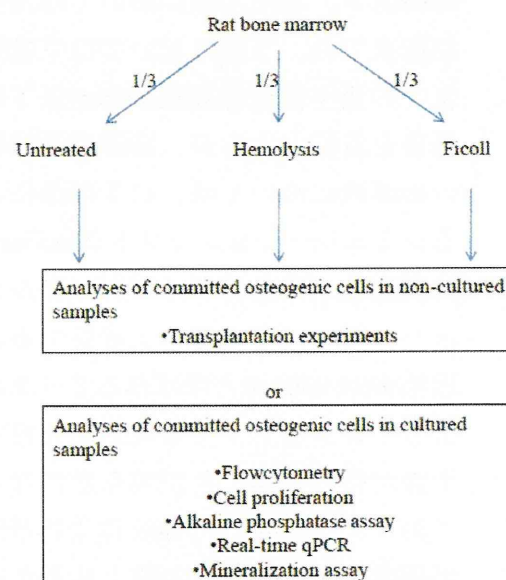 Rat bone marrow
1/3 1/3 1/3
Untreated Hemolysis Ficoll
Analyses of committed osteogenic cells in non-cultured
samples
•Transplantation experiments
or
Analyses of committed osteogenic cells in cultured
samples
•Flowcytometry
•Cell proliferation
•Alkaline phosphatase assay
•Real-time qPCR
•Mineralization assay